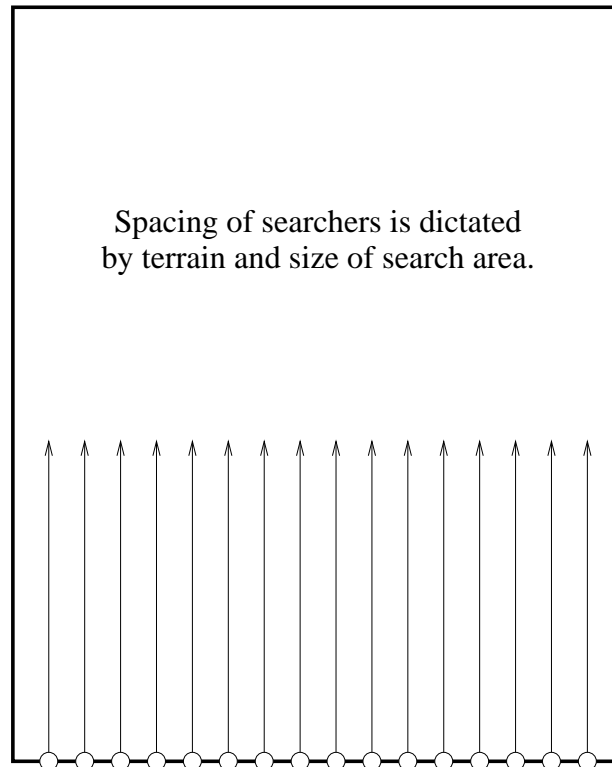 Spacing of searchers is dictated
by terrain and size of search area.